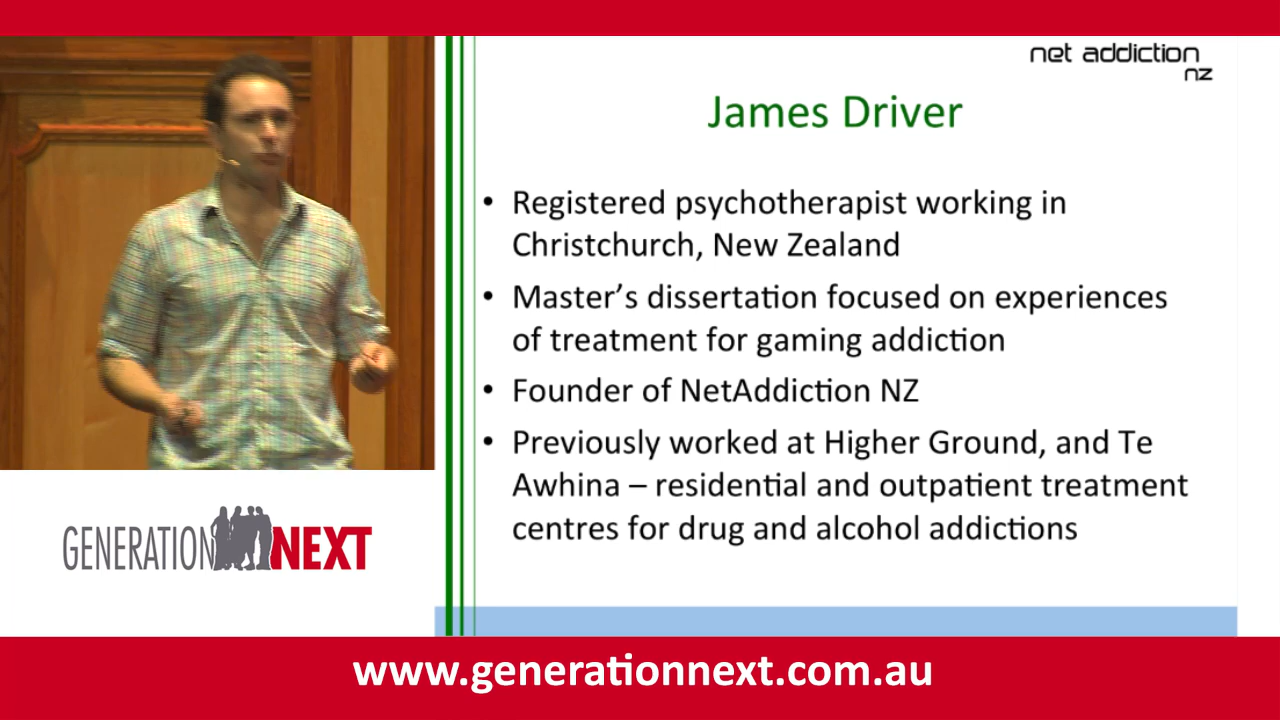 net addiction
nz
James Driver
• Registered psychotherapist working in
Christchurch, New Zealand
• Master's dissertation focused on experiences
of treatment for gaming addiction
• Founder of NetAddiction NZ
• Previously worked at Higher Ground, and Te
Awhina – residential and outpatient treatment
centres for drug and alcohol addictions
GENERATION NEXT
www.generationnext.com.au